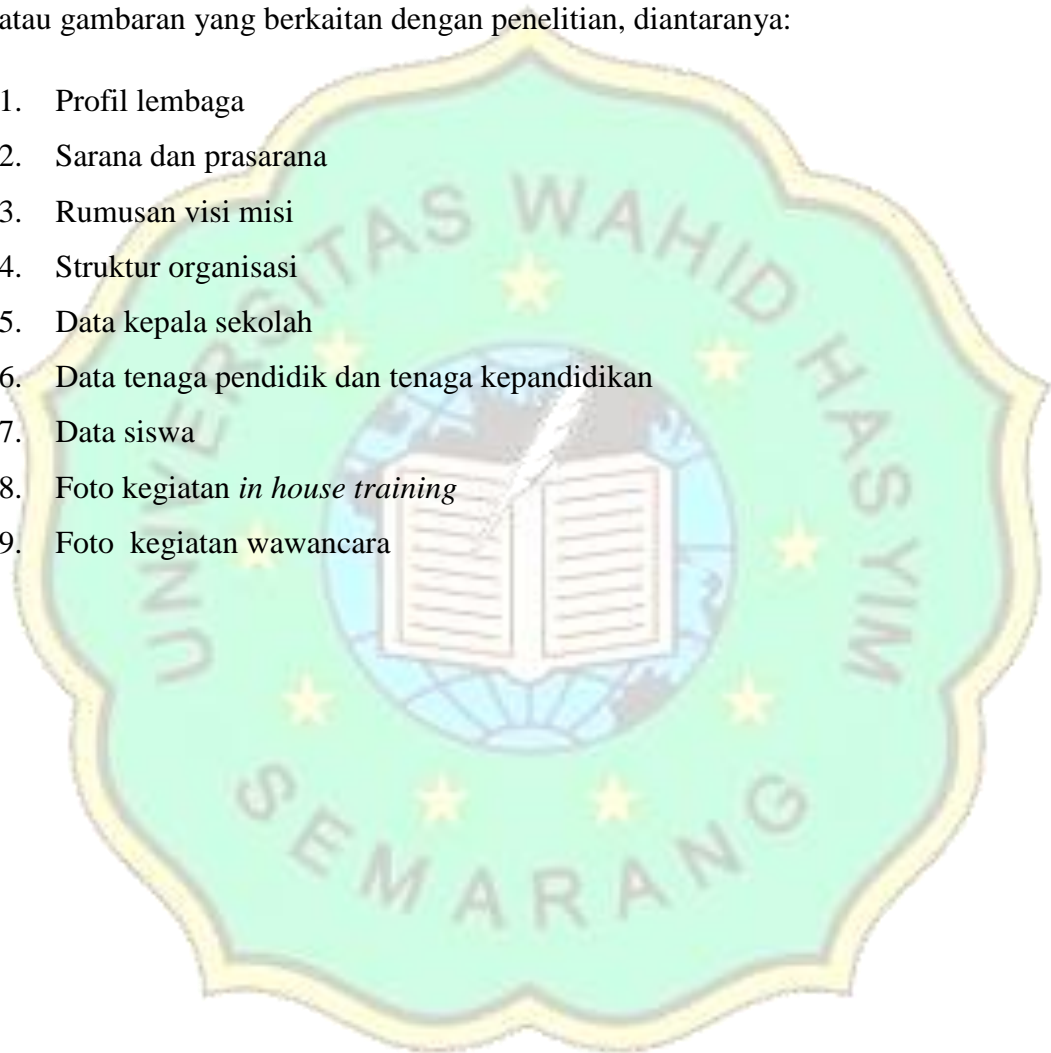 atau gambaran yang berkaitan dengan penelitian, diantaranya:
1. Profil lembaga
2. Sarana dan prasarana
3. Rumusan visi misi
4. Struktur organisasi
5. Data kepala sekolah
6. Data tenaga pendidik dan tenaga kepandidikan
7. Data siswa
8. Foto kegiatan in house training
9. Foto kegiatan wawancara
UNIVERSITAS WAHID HASYIM
SEMARANG